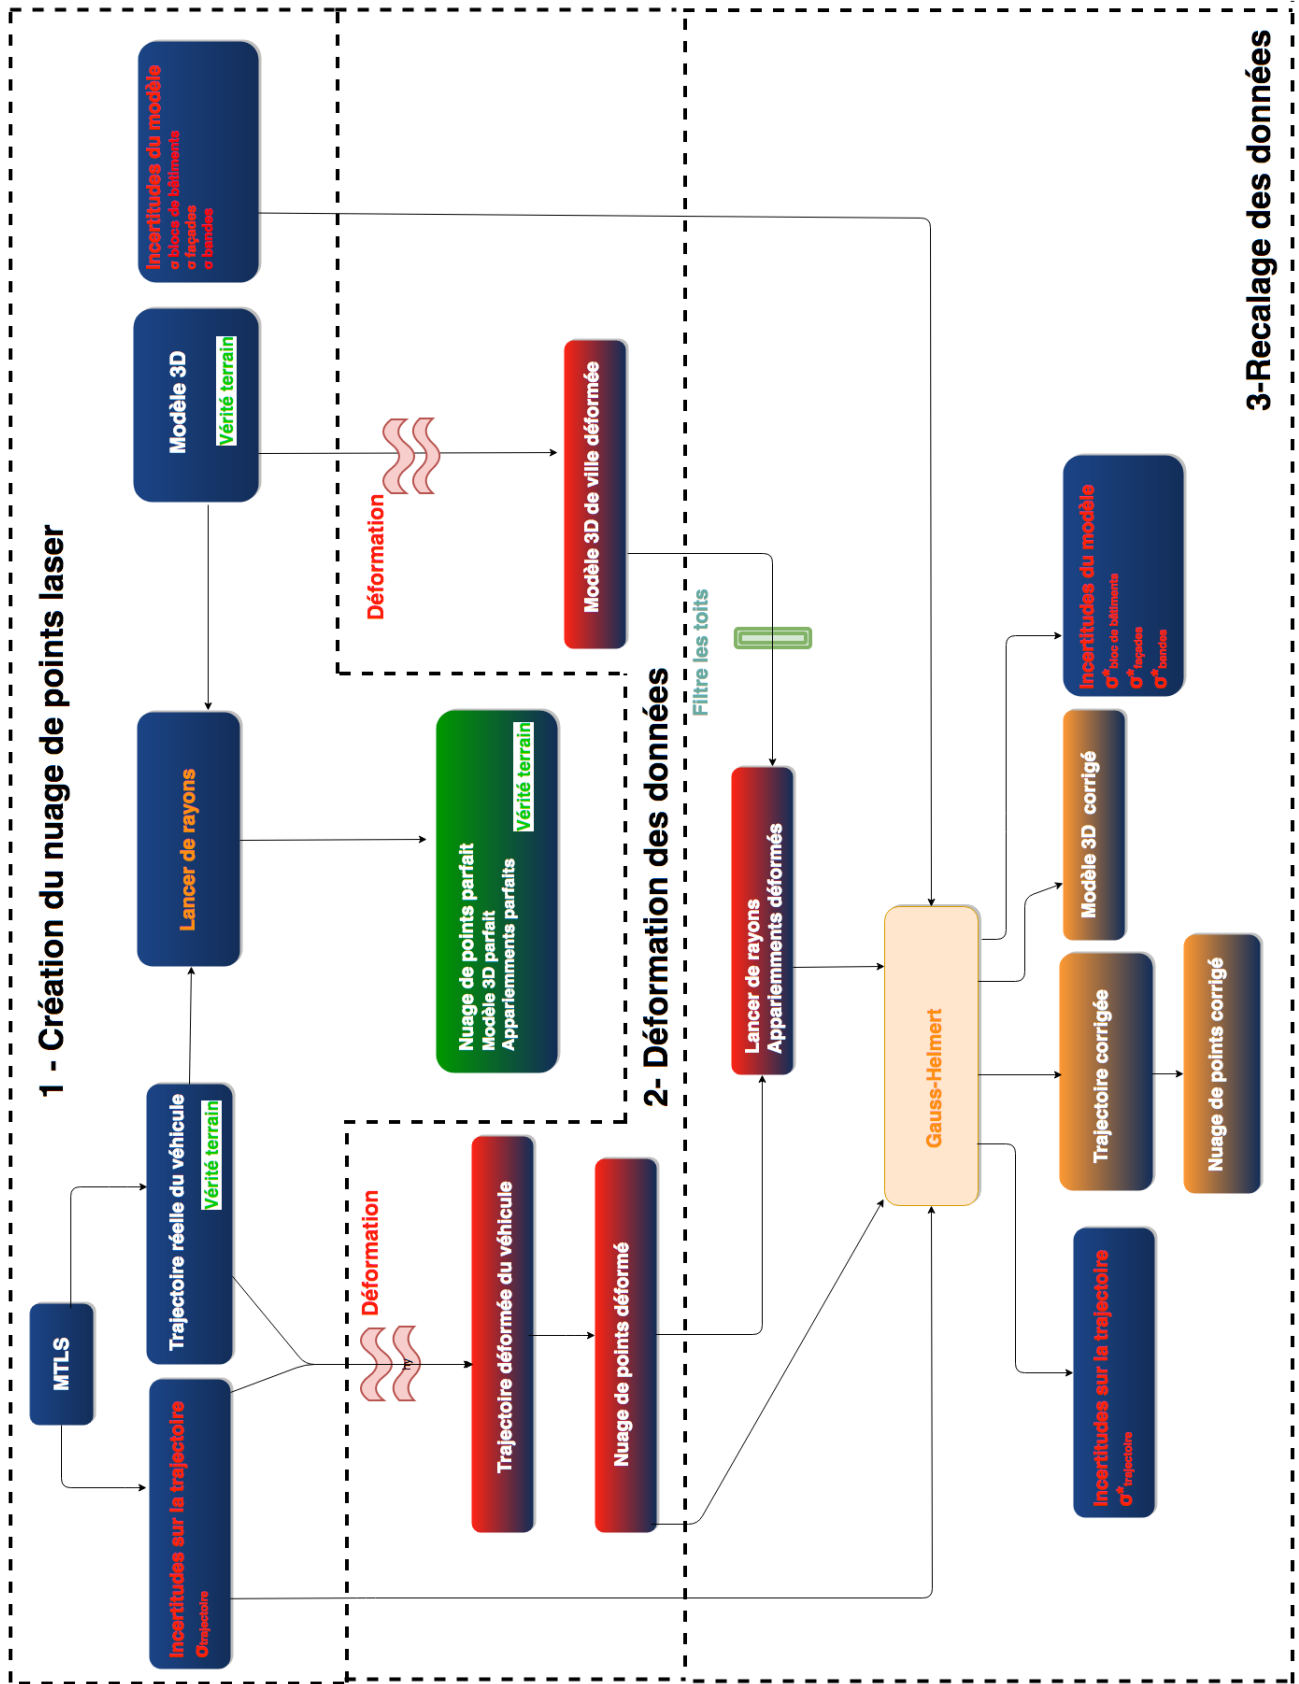 1 - Création du nuage de points laser
MTLS
Incertitudes sur la trajectoire
σtrajectoire
Trajectoire réelle du véhicule
Vérité terrain
Lancer de rayons
Modèle 3D
Vérité terrain
Incertitudes du modèle
σ blocs de bâtiments
σ façades
σ bandes
Nuage de points parfait
Modèle 3D parfait
Appariemments parfaits
Vérité terrain
2- Déformation des données
Déformation
Trajectoire déformée du véhicule
Nuage de points déformé
Déformation
Modèle 3D de ville déformée
3-Recalage des données
Filtre les toits
Lancer de rayons
Appariemments déformés
Gauss-Helmert
Incertitudes sur la trajectoire
σ*trajectoire
Trajectoire corrigée
Nuage de points corrigé
Modèle 3D corrigé
Incertitudes du modèle
σ*bloc de bâtiments
σ*façades
σ*bandes